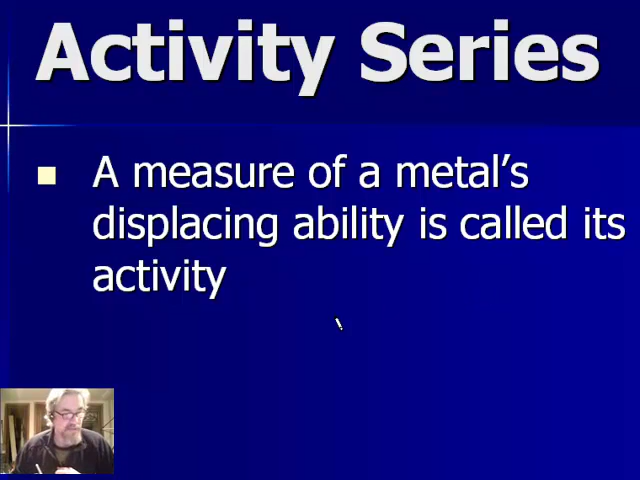 Activity Series
A measure of a metal’s
displacing ability is called its
activity